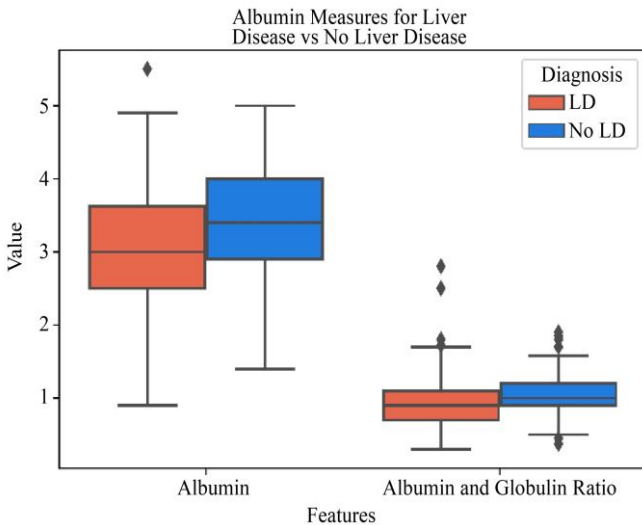 Albumin Measures for Liver
Disease vs No Liver Disease
Diagnosis
LD
No LD
Value
5
4
3
2
1
Albumin
Albumin and Globulin Ratio
Features